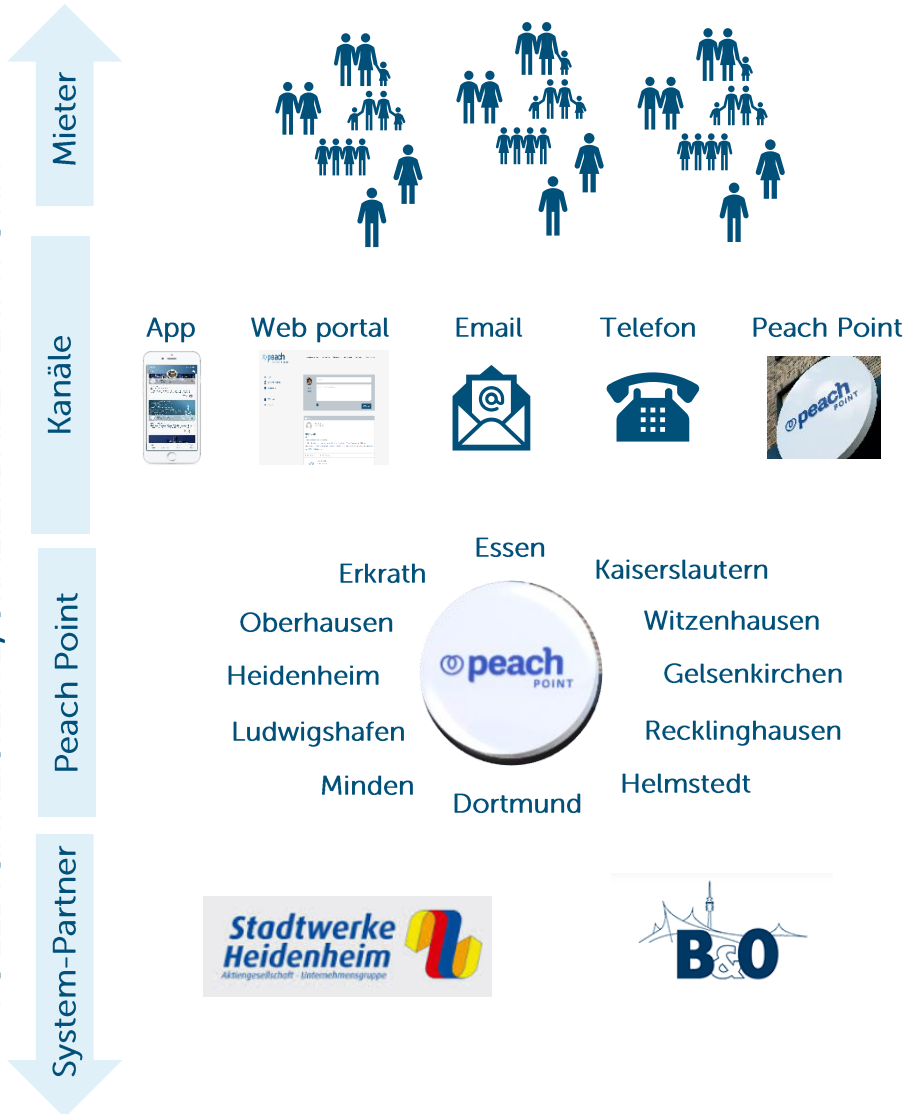 Mieter
Kanäle
App
Web portal
Email
Telefon
Peach Point
peach
@
peach
POINT
Peach Point
Essen
Erkrath
Kaiserslautern
Oberhausen
Witzenhausen
Heidenheim
Gelsenkirchen
peach
POINT
Ludwigshafen
Recklinghausen
Minden
Helmstedt
Dortmund
System-Partner
Stadtwerke
Heidenheim
Aktiengesellschaft - Unternehmensgruppe
B&O